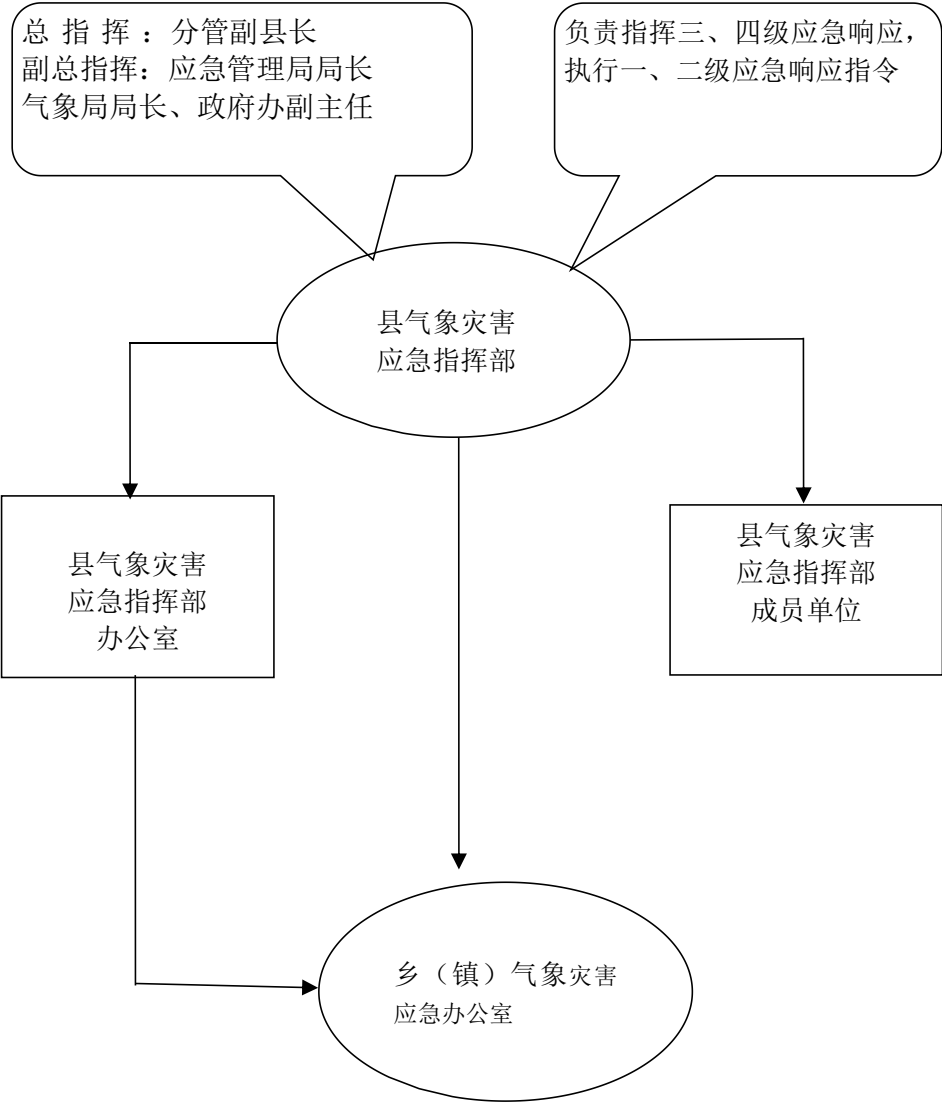 总 指 挥 ：分管副县长
副总指挥：应急管理局局长
气象局局长、政府办副主任
负责指挥三、四级应急响应，
执行一、二级应急响应指令
县气象灾害
应急指挥部
县气象灾害
应急指挥部
办公室
县气象灾害
应急指挥部
成员单位
乡（镇）气象灾害
应急办公室